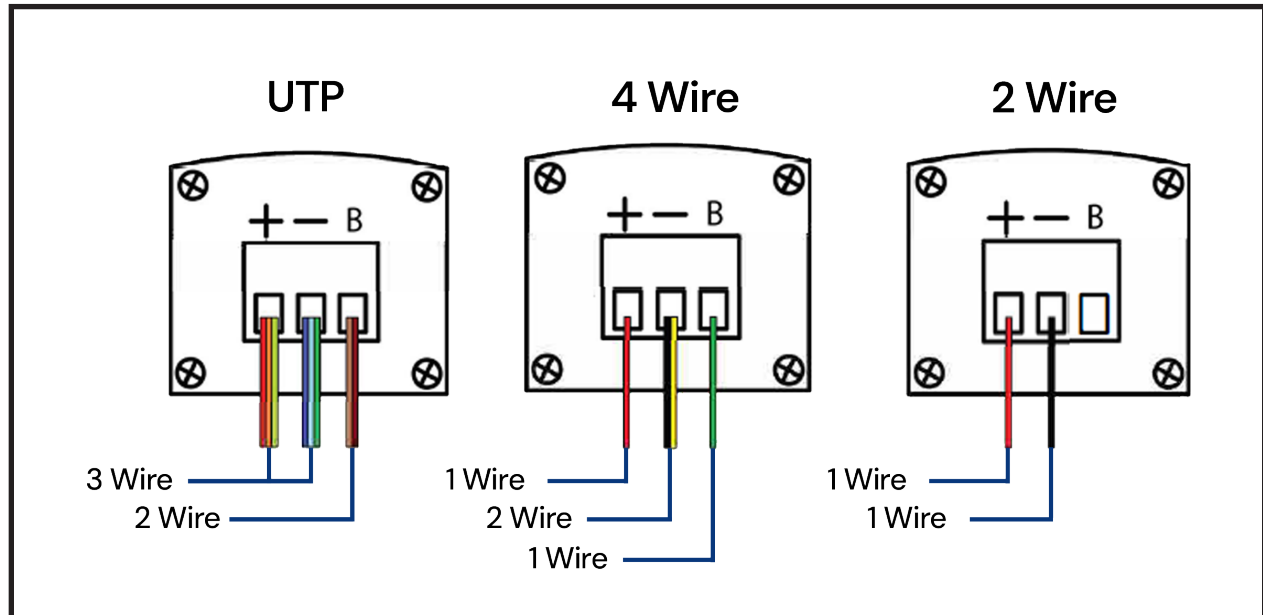 UTP
4 Wire
2 Wire
+ — B
+ — B
+ — B
3 Wire
2 Wire
1 Wire
2 Wire
1 Wire
1 Wire
1 Wire